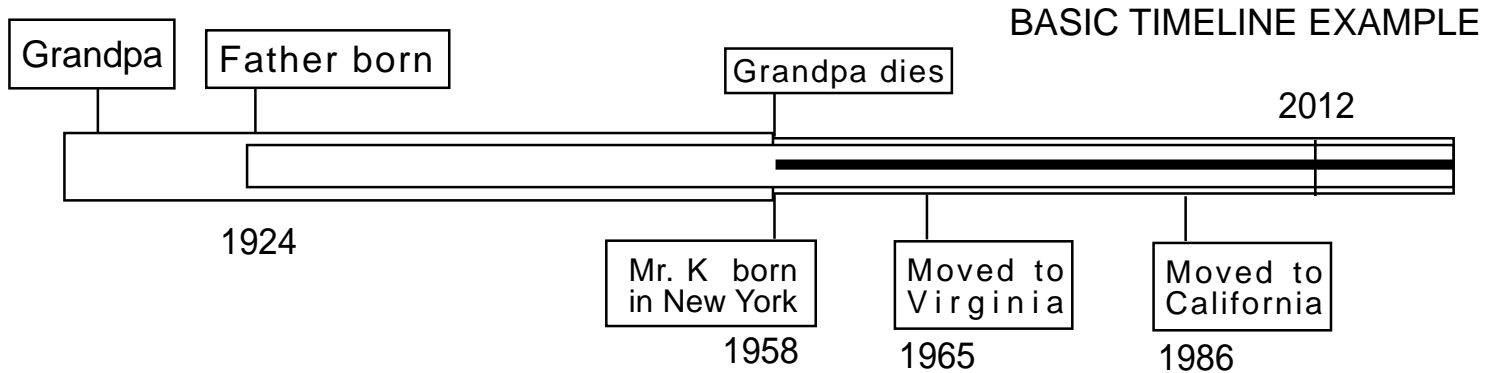 BASIC TIMELINE EXAMPLE
Grandpa
Father born
Grandpa dies
2012
1924
Mr. K born
in New York
1958
Moved to
Virginia
1965
Moved to
California
1986